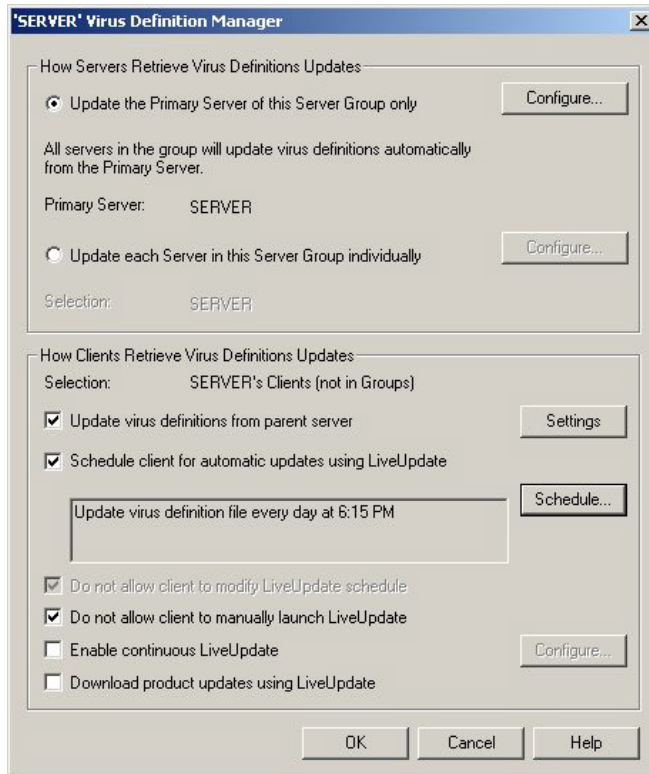 'SERVER' Virus Definition Manager
How Servers Retrieve Virus Definitions Updates
Update the Primary Server of this Server Group only
Configure...
All servers in the group will update virus definitions automatically
from the Primary Server.
Primary Server: SERVER
Update each Server in this Server Group individually
Configure...
Selection: SERVER
How Clients Retrieve Virus Definitions Updates
Selection: SERVER's Clients (not in Groups)
Update virus definitions from parent server
Settings
Schedule client for automatic updates using LiveUpdate
Schedule...
Update virus definition file every day at 6:15 PM
Do not allow client to modify LiveUpdate schedule
Do not allow client to manually launch LiveUpdate
Enable continuous LiveUpdate
Configure...
Download product updates using LiveUpdate
OK Cancel Help